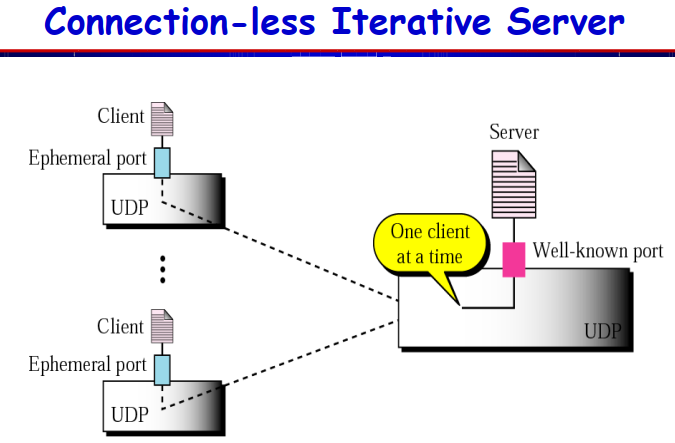 Connection-less Iterative Server
Client
Ephemeral port
UDP
Server
One client
at a time
Well-known port
UDP
Client
Ephemeral port
UDP